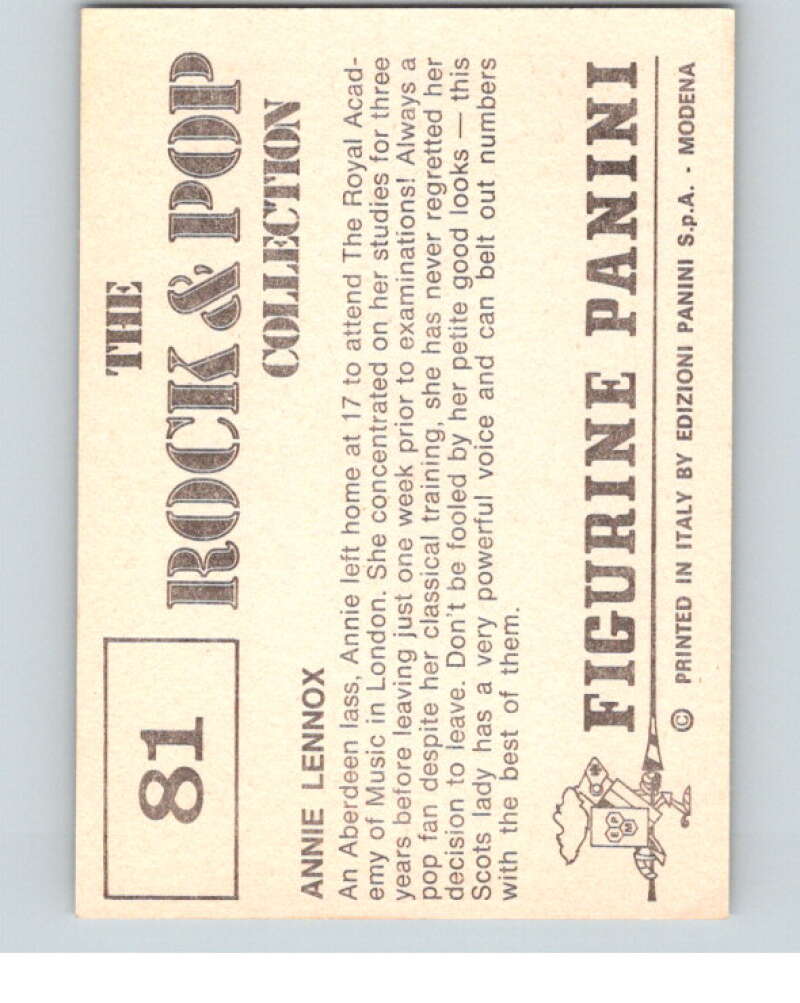 81
THE
ROCK & POP
COLLECTION
ANNIE LENNOX
An Aberdeen lass, Annie left home at 17 to attend The Royal Acad-
emy of Music in London. She concentrated on her studies for three
years before leaving just one week prior to examinations! Always a
pop fan despite her classical training, she has never regretted her
decision to leave. Don't be fooled by her petite good looks — this
Scots lady has a very powerful voice and can belt out numbers
with the best of them.
FIGURINE PANINI
© PRINTED IN ITALY BY EDIZIONI PANINI S.p.A. - MODENA
E P
M